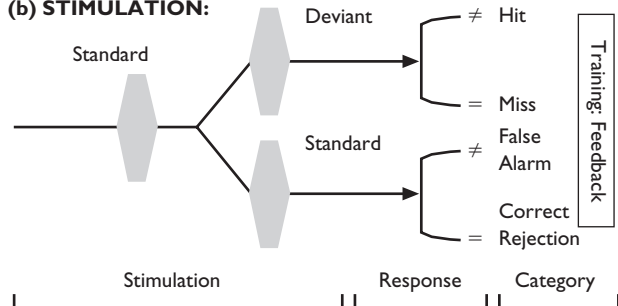 (b) STIMULATION:
Standard
Deviant
≠ Hit
= Miss
Standard
≠ False
Alarm
Correct
= Rejection
Training: Feedback
Stimulation
Response
Category